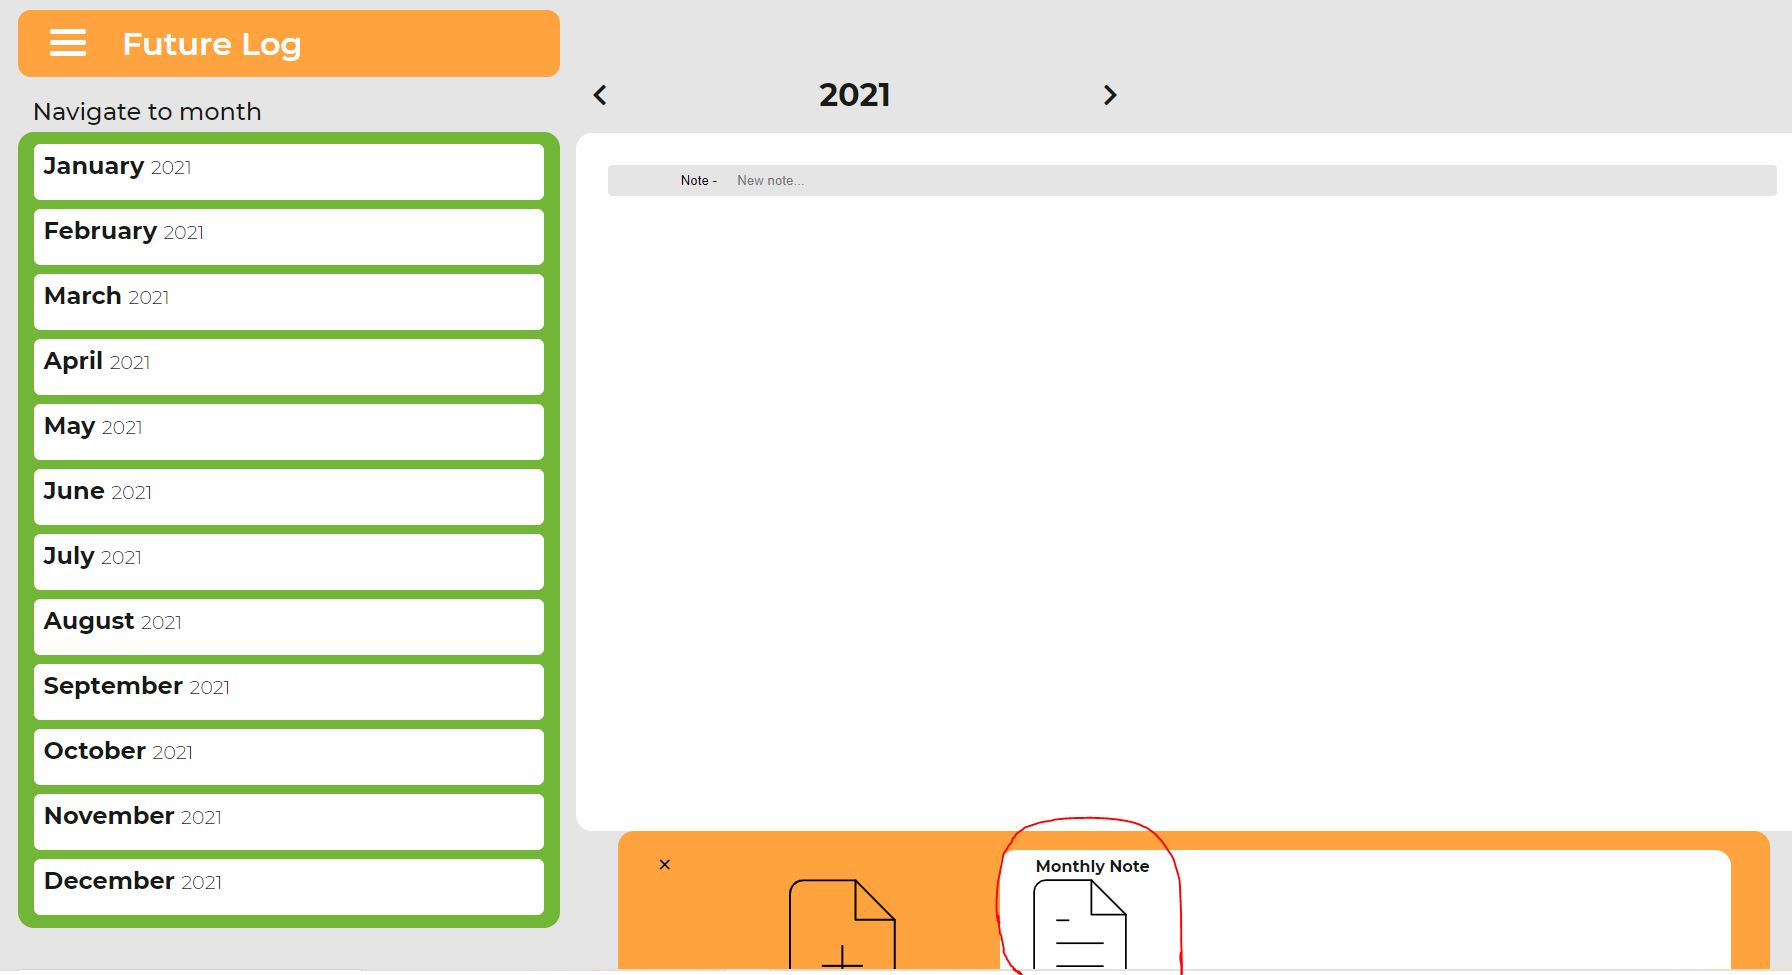 Future Log
Navigate to month
January 2021
February 2021
March 2021
April 2021
May 2021
June 2021
July 2021
August 2021
September 2021
October 2021
November 2021
December 2021
2021
Note - New note...
Monthly Note